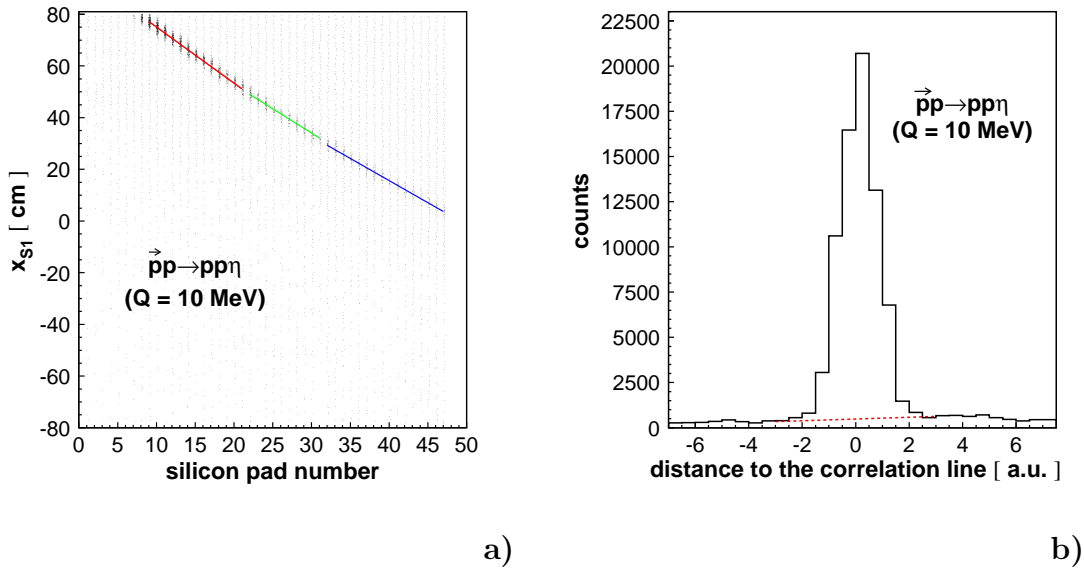 80
60
40
20
0
-20
-40
-60
-80
x_S1 [ cm ]
p⃗p→ppη
(Q = 10 MeV)
0 5 10 15 20 25 30 35 40 45 50
silicon pad number
a)
22500
20000
17500
15000
12500
10000
7500
5000
2500
0
counts
p⃗p→ppη
(Q = 10 MeV)
-6 -4 -2 0 2 4 6
distance to the correlation line [ a.u. ]
b)